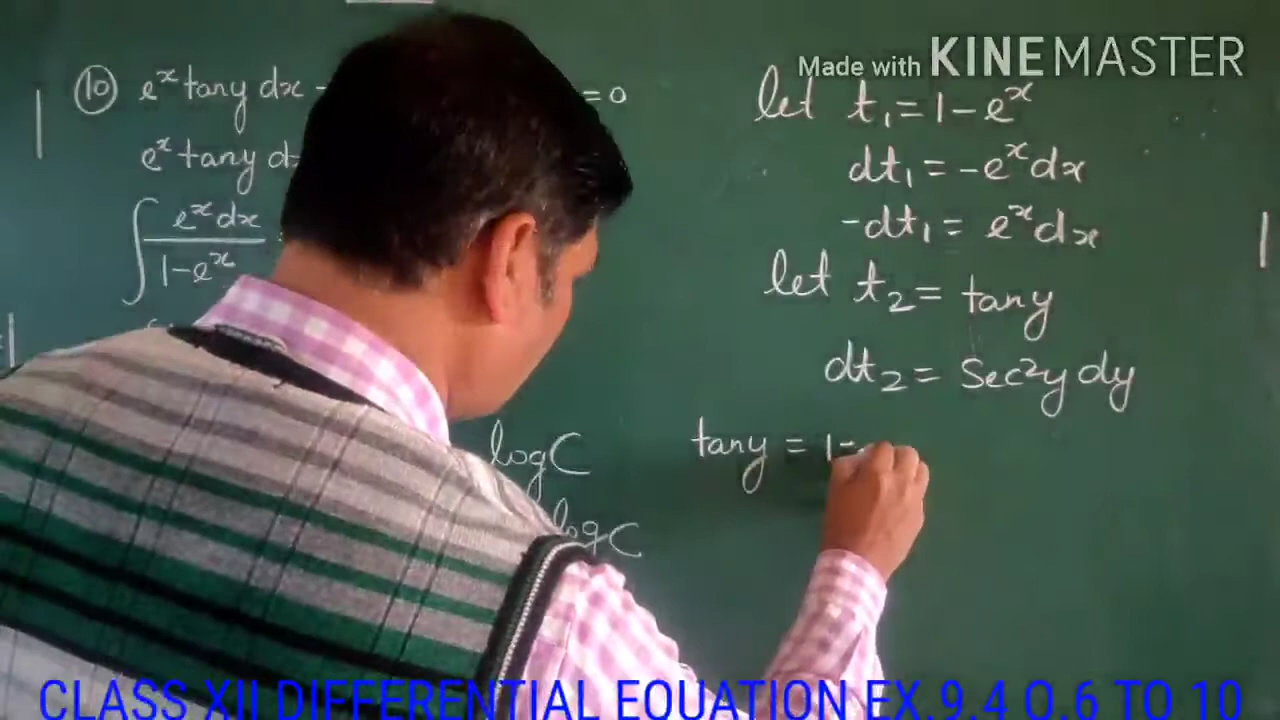 Made with KINEMASTER
⑩ eˣ tany dx = 0
eˣ tany d
∫ eˣdx
1-eˣ
logC
logC
let t₁ = 1-eˣ
dt₁ = -eˣdx
-dt₁ = eˣdx
let t₂ = tany
dt₂ = Sec²y dy
tany = 1-
CLASS XII DIFFERENTIAL EQUATION EX.9.4 Q.6 TO 10